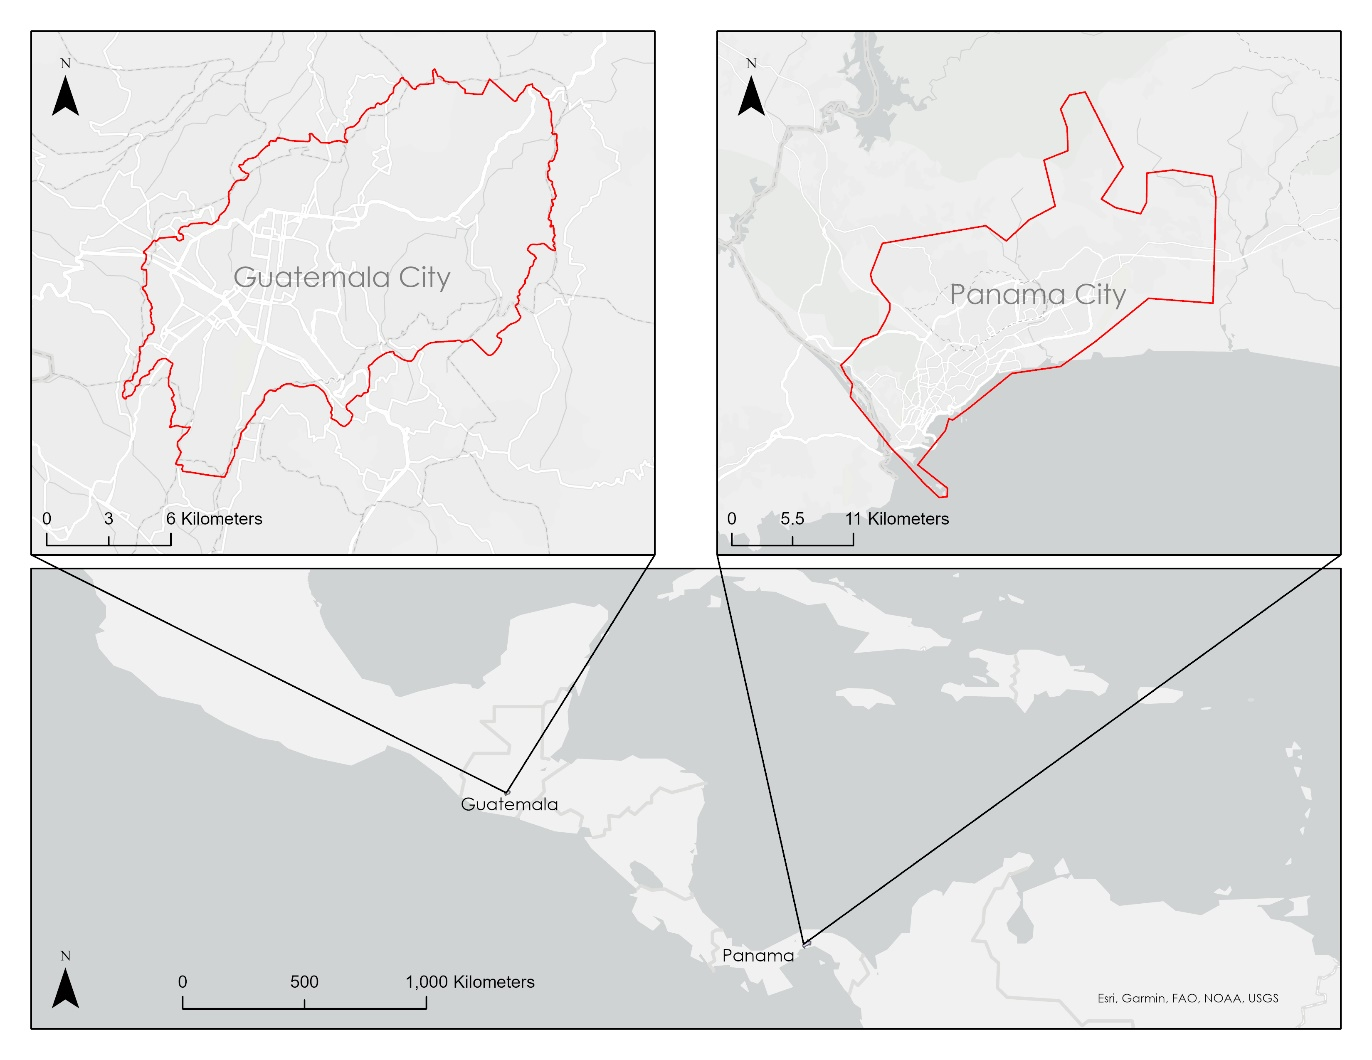 N
N
Guatemala City
Panama City
0 3 6 Kilometers
0 5.5 11 Kilometers
Guatemala
Panama
N
0 500 1,000 Kilometers
Esri, Garmin, FAO, NOAA, USGS